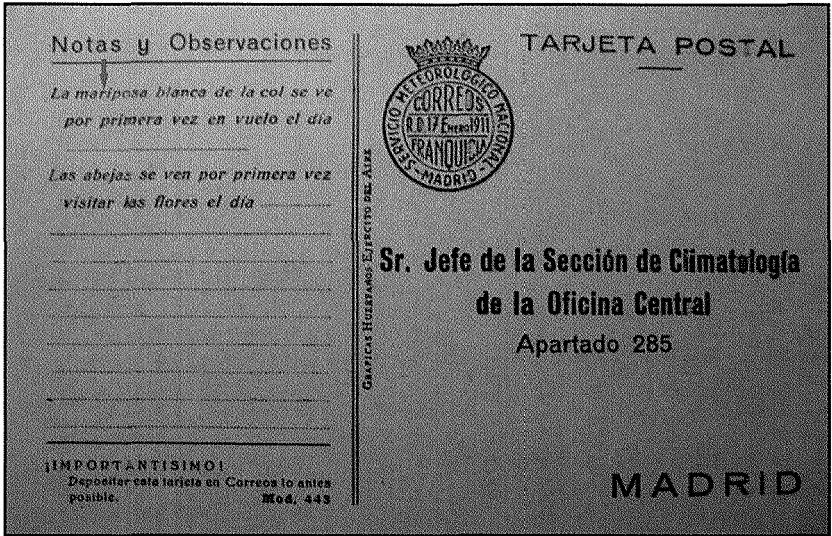 Notas y Observaciones
La mariposa blanca de la col se ve
por primera vez en vuelo el día
Las abejas se ven por primera vez
visitar las flores el día
¡IMPORTANTISIMO!
Depositar esta tarjeta en Correos lo antes
posible.
Mod. 443
GRAFICAS HUERFANOS EJERCITO DEL AIRE
SERVICIO METEOROLOGICO NACIONAL
CORREOS
R.D. 17 ENERO 1911
FRANQUICIA
- MADRID -
TARJETA POSTAL
Sr. Jefe de la Sección de Climatología
de la Oficina Central
Apartado 285
MADRID